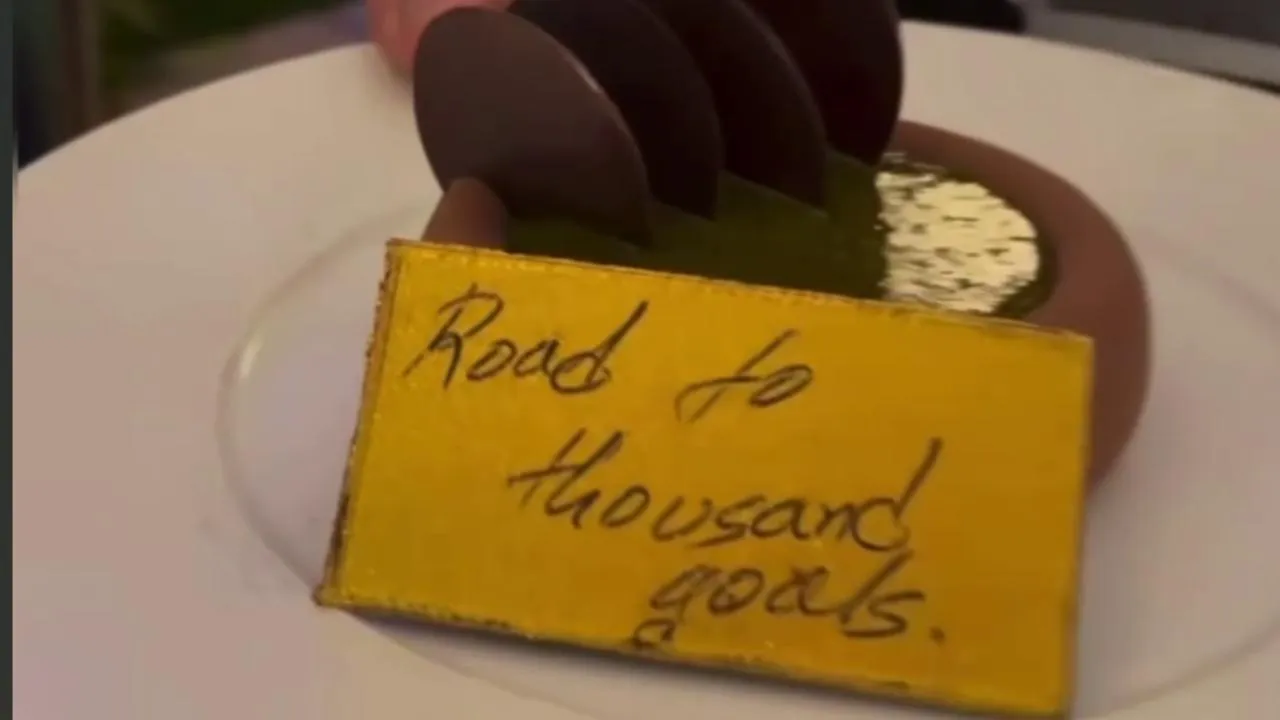 Road to
thousand
goals.